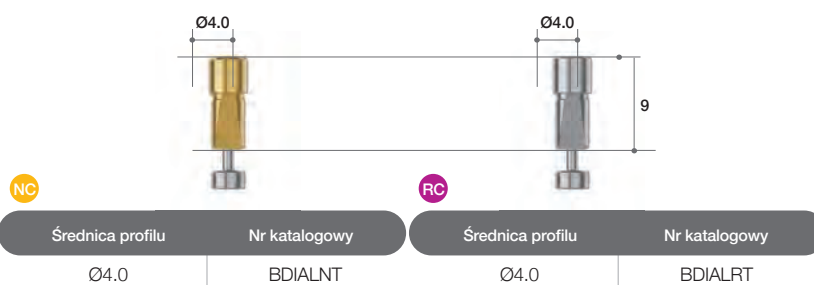 Ø4.0 Ø4.0
9
NC RC
Średnica profilu Nr katalogowy Średnica profilu Nr katalogowy
Ø4.0 BDIALNT Ø4.0 BDIALRT